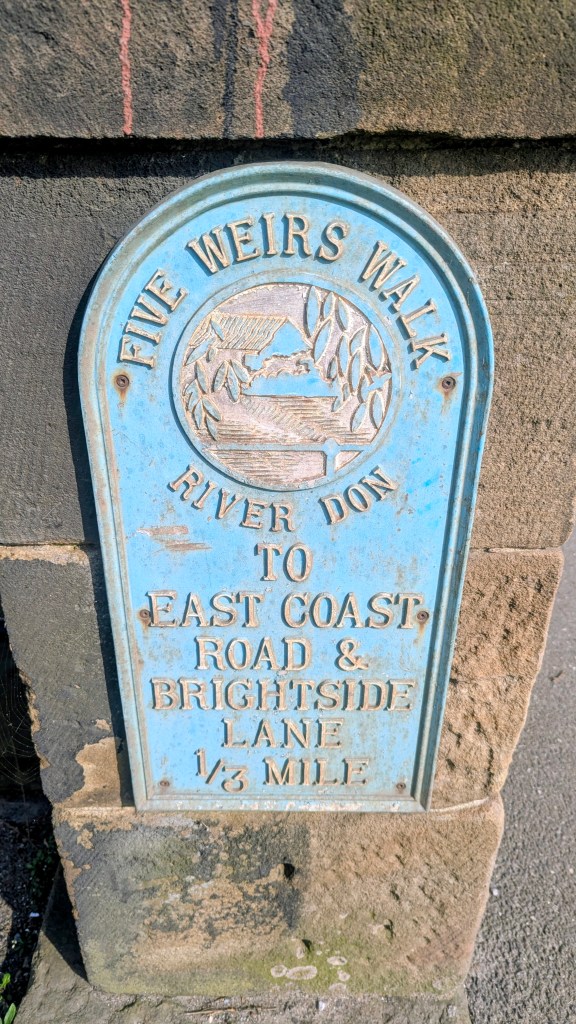 FIVE WEIRS WALK
RIVER DON
TO
EAST COAST
ROAD &
BRIGHTSIDE
LANE
1/3 MILE